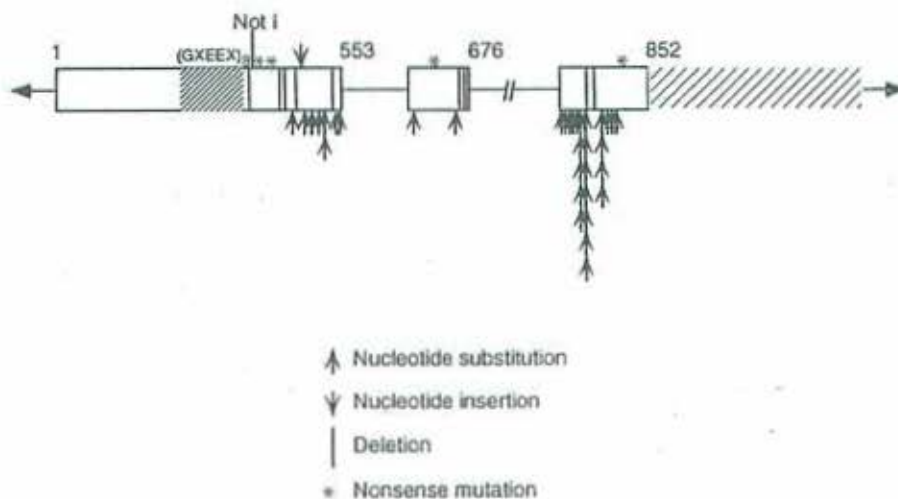 Not i
1 (GXEEX) 553 676 852
Nucleotide substitution
Nucleotide insertion
Deletion
* Nonsense mutation